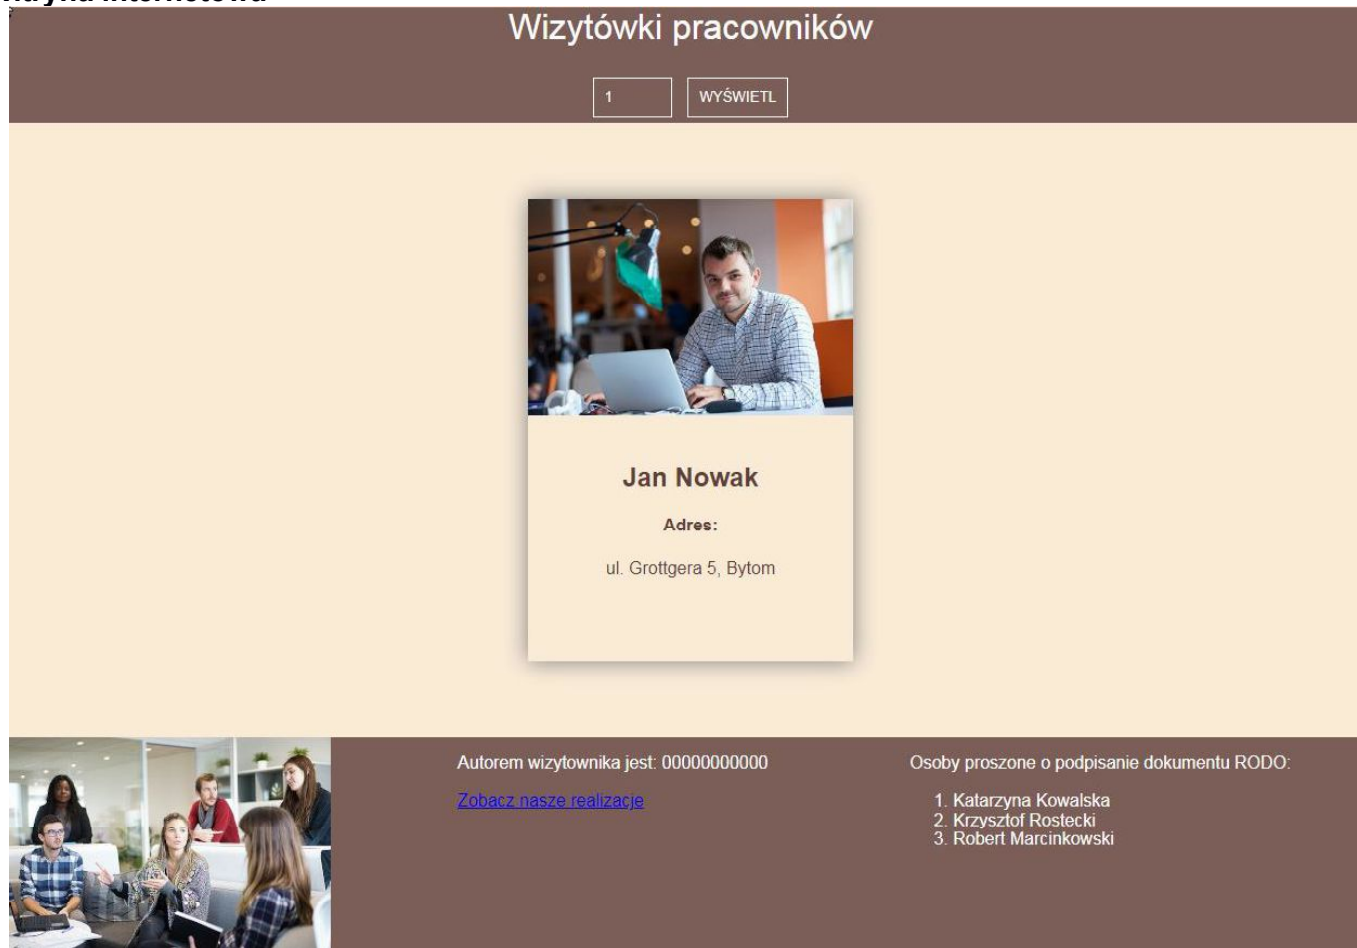 internetowa
Wizytówki pracowników
1
WYŚWIETL
Jan Nowak
Adres:
ul. Grottgera 5, Bytom
Autorem wizytownika jest: 00000000000
Zobacz nasze realizacje
Osoby proszone o podpisanie dokumentu RODO:
1. Katarzyna Kowalska
2. Krzysztof Rostecki
3. Robert Marcinkowski